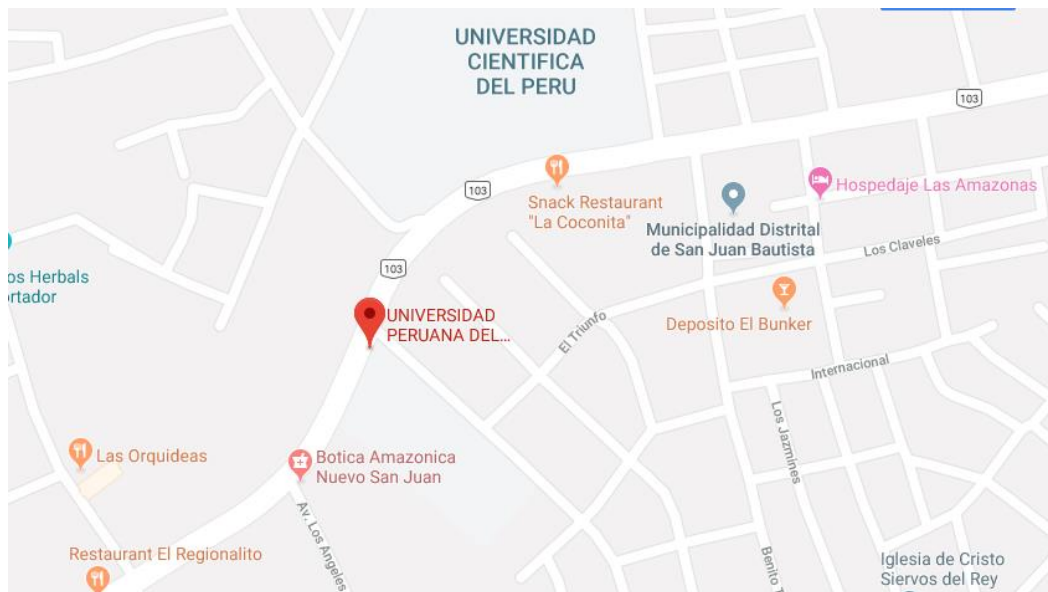 UNIVERSIDAD
CIENTIFICA
DEL PERU
103
103
Snack Restaurant
"La Coconita"
Hospedaje Las Amazonas
Municipalidad Distrital
de San Juan Bautista
Los Claveles
103
os Herbals
rtador
UNIVERSIDAD
PERUANA DEL...
El Triunfo
Deposito El Bunker
Internacional
Los Jazmines
Las Orquideas
Botica Amazonica
Nuevo San Juan
Av. Los Angeles
Restaurant El Regionalito
Benito
Iglesia de Cristo
Siervos del Rey